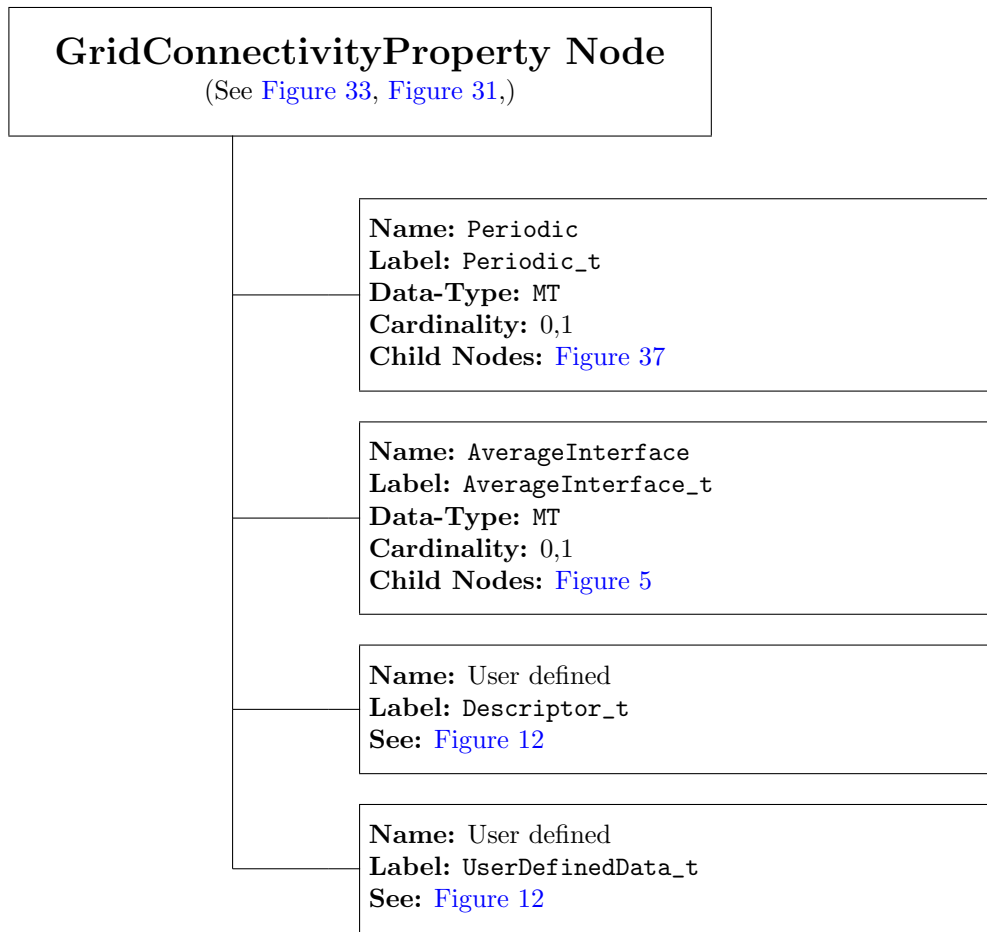 GridConnectivityProperty Node
(See Figure 33, Figure 31,)
Name: Periodic
Label: Periodic_t
Data-Type: MT
Cardinality: 0,1
Child Nodes: Figure 37
Name: AverageInterface
Label: AverageInterface_t
Data-Type: MT
Cardinality: 0,1
Child Nodes: Figure 5
Name: User defined
Label: Descriptor_t
See: Figure 12
Name: User defined
Label: UserDefinedData_t
See: Figure 12